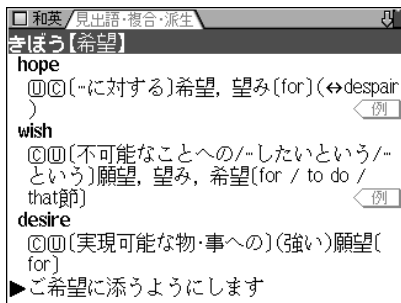 和英 見出語·複合·派生
きぼう【希望】
hope
ⓊⒸ〔…に対する〕希望, 望み〔for〕(↔despair
) 例
wish
ⒸⓊ〔不可能なことへの/…したいという/…
という〕願望, 望み, 希望〔for / to do /
that節〕 例
desire
ⒸⓊ〔実現可能な物·事への〕(強い)願望〔
for〕
▶ご希望に添うようにします